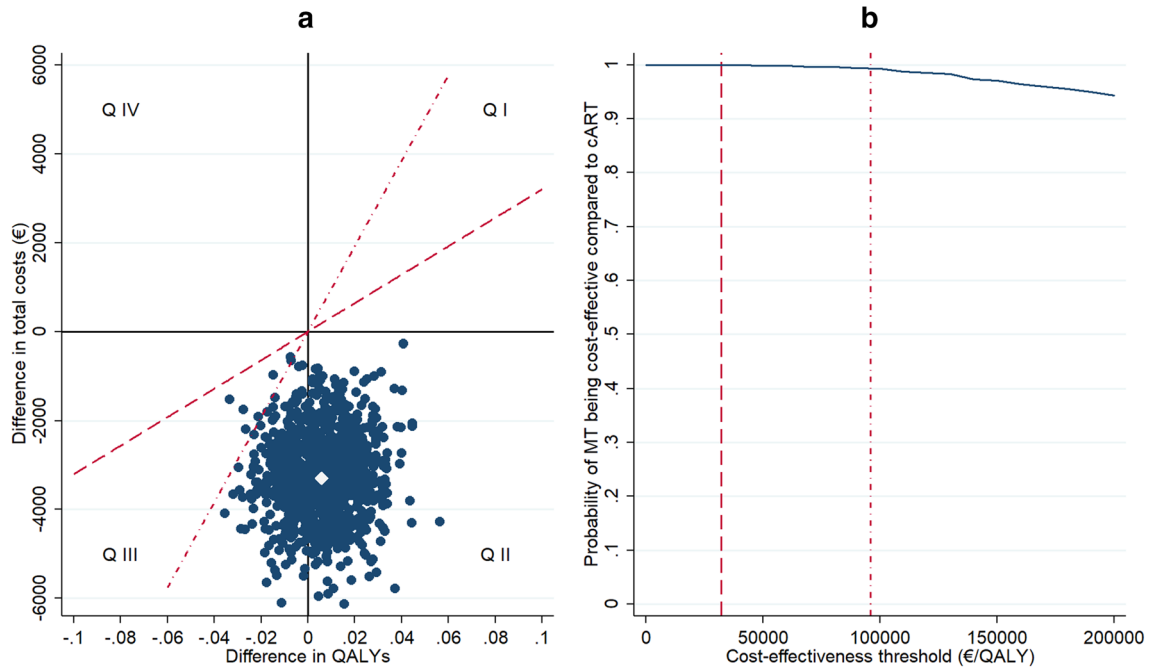 a
6000
4000
2000
0
-2000
-4000
-6000
Difference in total costs (€)
Q IV
Q I
Q III
Q II
-.1 -.08 -.06 -.04 -.02 0 .02 .04 .06 .08 .1
Difference in QALYs
b
1
.9
.8
.7
.6
.5
.4
.3
.2
.1
0
Probability of MT being cost-effective compared to cART
0 50000 100000 150000 200000
Cost-effectiveness threshold (€/QALY)